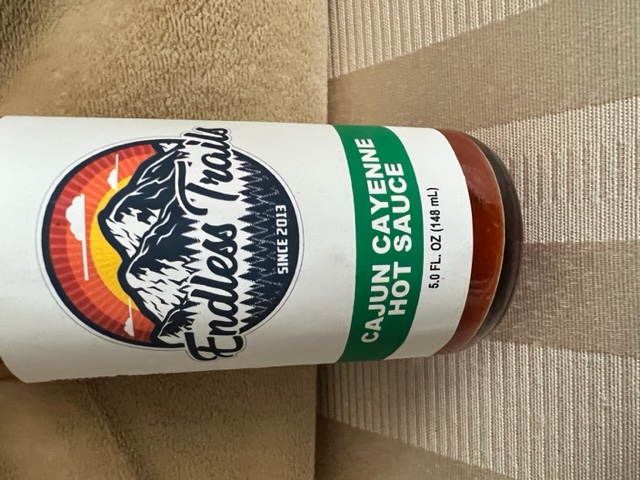 Endless Trails
SINCE 2013
CAJUN CAYENNE
HOT SAUCE
5.0 FL. OZ (148 mL)